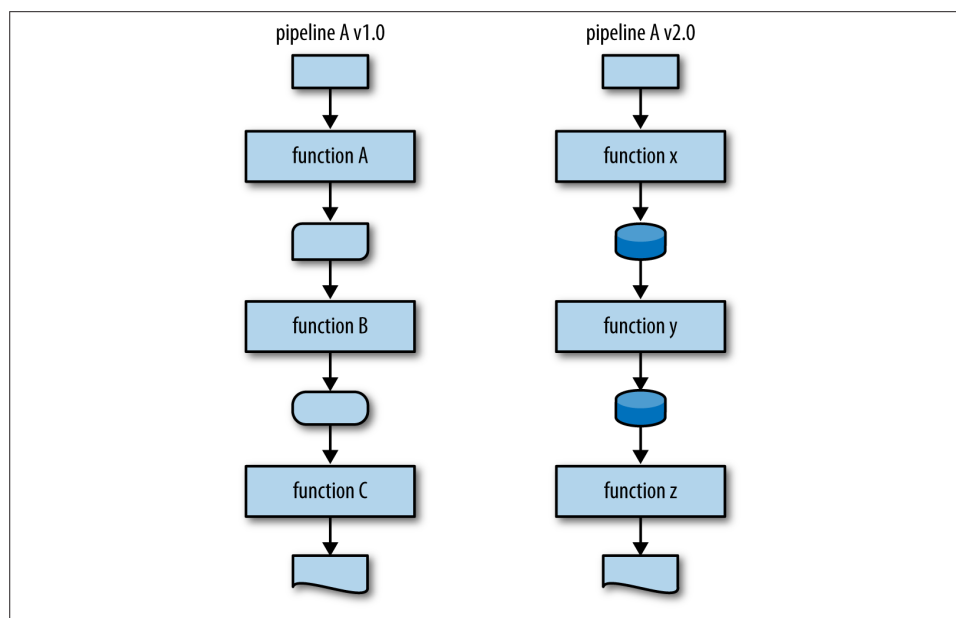 pipeline A v1.0
function A
function B
function C
pipeline A v2.0
function x
function y
function z